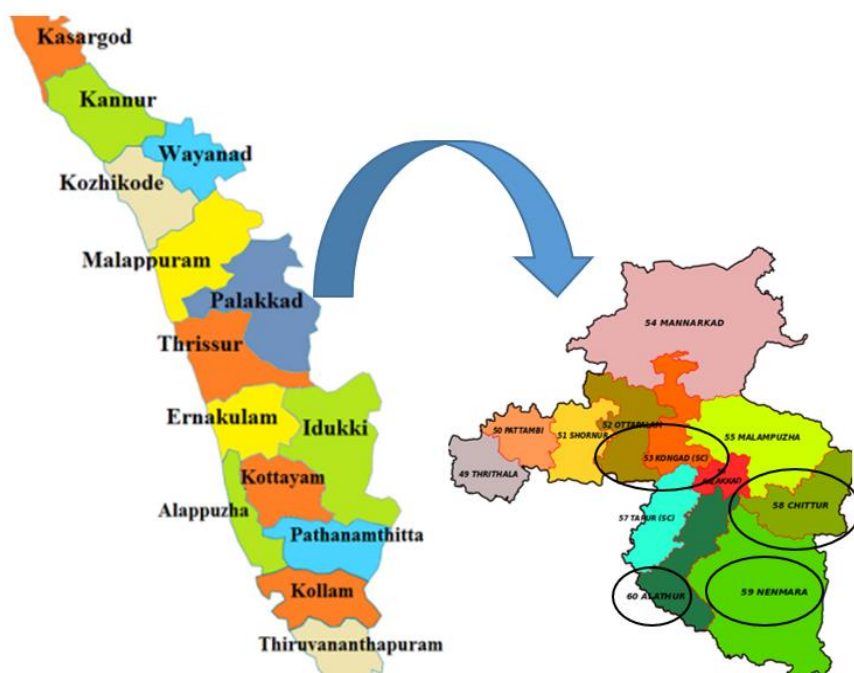 Kasargod
Kannur
Wayanad
Kozhikode
Malappuram
Palakkad
Thrissur
Ernakulam
Idukki
Kottayam
Alappuzha
Pathanamthitta
Kollam
Thiruvananthapuram
54 MANNARKAD
50 PATTAMBI
51 SHORNUR
52 OTTAPALAM
55 MALAMPUZHA
53 KONGAD (SC)
49 THRITHALA
PALAKKAD
58 CHITTUR
57 TARUR (SC)
60 ALATHUR
59 NENMARA